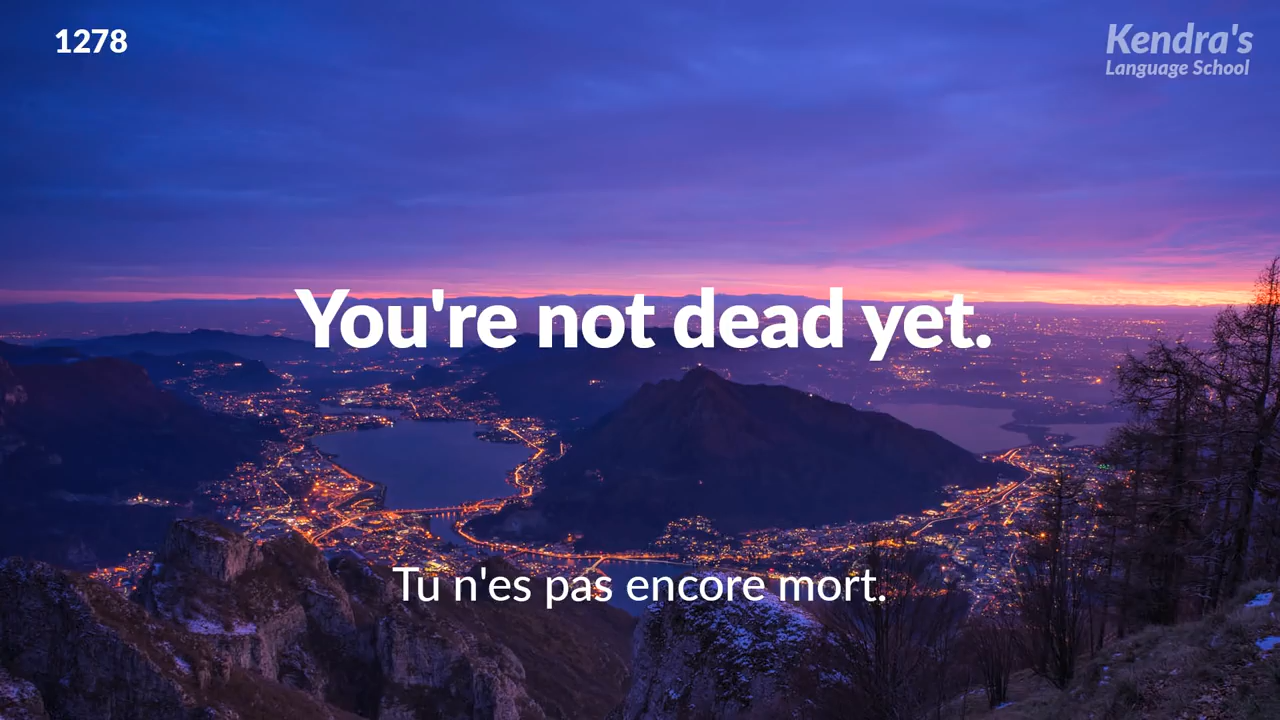 1278
Kendra's
Language School
You're not dead yet.
Tu n'es pas encore mort.